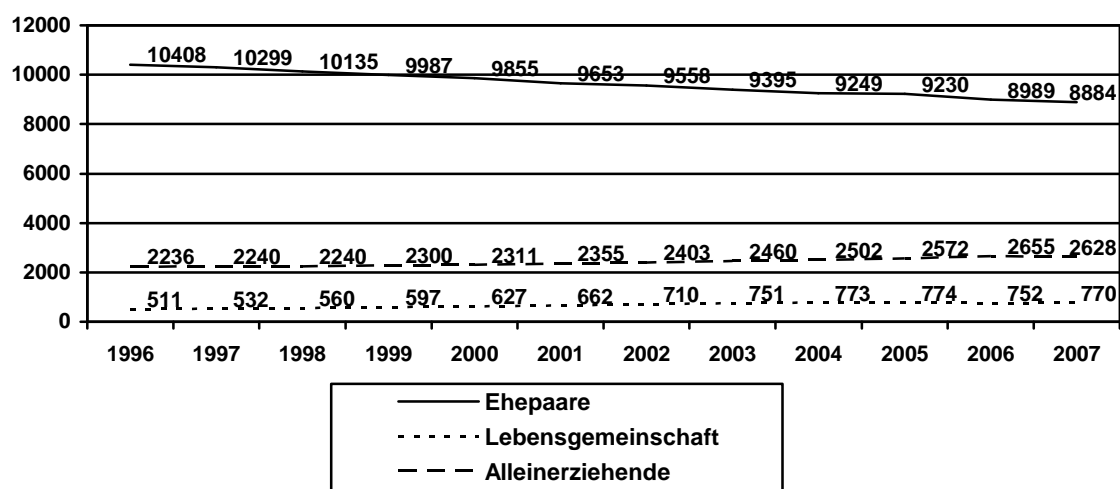 12000
10408 10299 10135 9987 9855 9653 9558 9395 9249 9230 8989 8884
10000
8000
6000
4000
2236 2240 2240 2300 2311 2355 2403 2460 2502 2572 2655 2628
2000
511 532 560 597 627 662 710 751 773 774 752 770
0
1996 1997 1998 1999 2000 2001 2002 2003 2004 2005 2006 2007
Ehepaare
Lebensgemeinschaft
Alleinerziehende